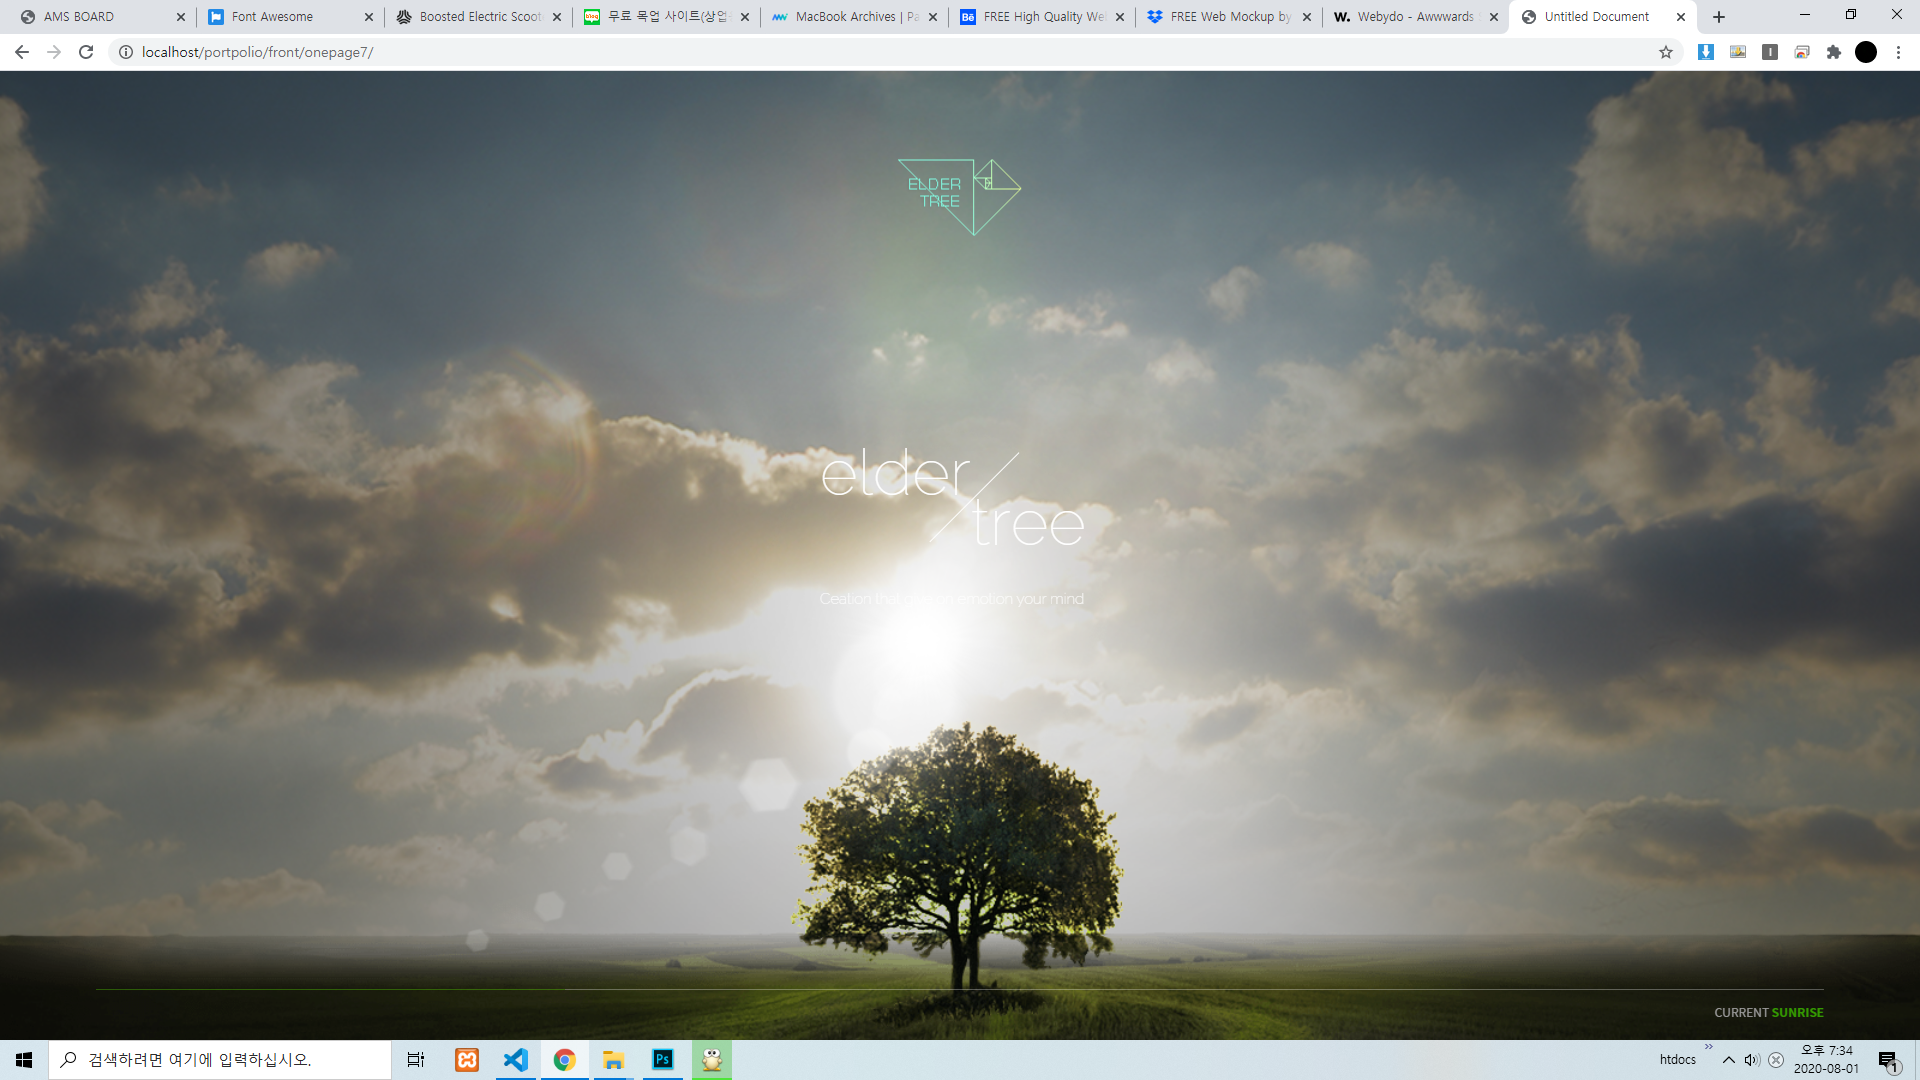 AMS BOARD
Font Awesome
Boosted Electric Scoot
무료 목업 사이트(상업
MacBook Archives | Pa
FREE High Quality We
FREE Web Mockup by
Webydo - Awwwards
Untitled Document
localhost/portpolio/front/onepage7/
ELDER
TREE
elder
tree
Ceation that emotion your mind
CURRENT SUNRISE
검색하려면 여기에 입력하십시오.
Ps
htdocs
오후 7:34
2020-08-01
1